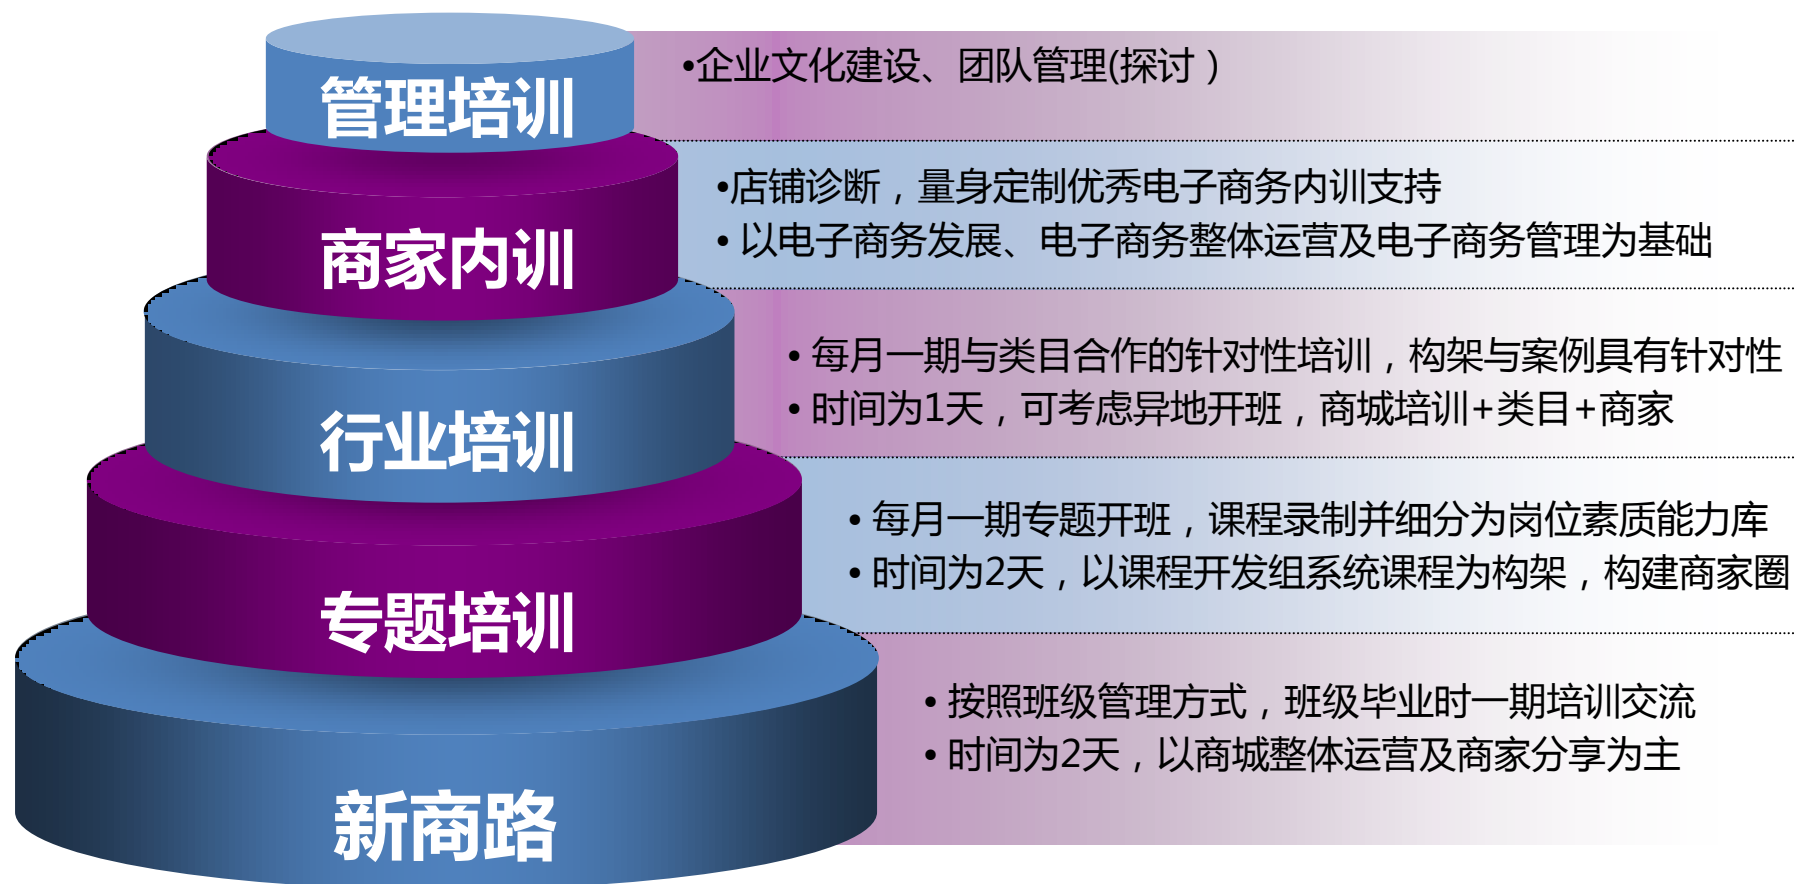 管理培训
•企业文化建设、团队管理(探讨）
商家内训
•店铺诊断，量身定制优秀电子商务内训支持
• 以电子商务发展、电子商务整体运营及电子商务管理为基础
行业培训
• 每月一期与类目合作的针对性培训，构架与案例具有针对性
• 时间为1天，可考虑异地开班，商城培训+类目+商家
专题培训
• 每月一期专题开班，课程录制并细分为岗位素质能力库
• 时间为2天，以课程开发组系统课程为构架，构建商家圈
新商路
• 按照班级管理方式，班级毕业时一期培训交流
• 时间为2天，以商城整体运营及商家分享为主